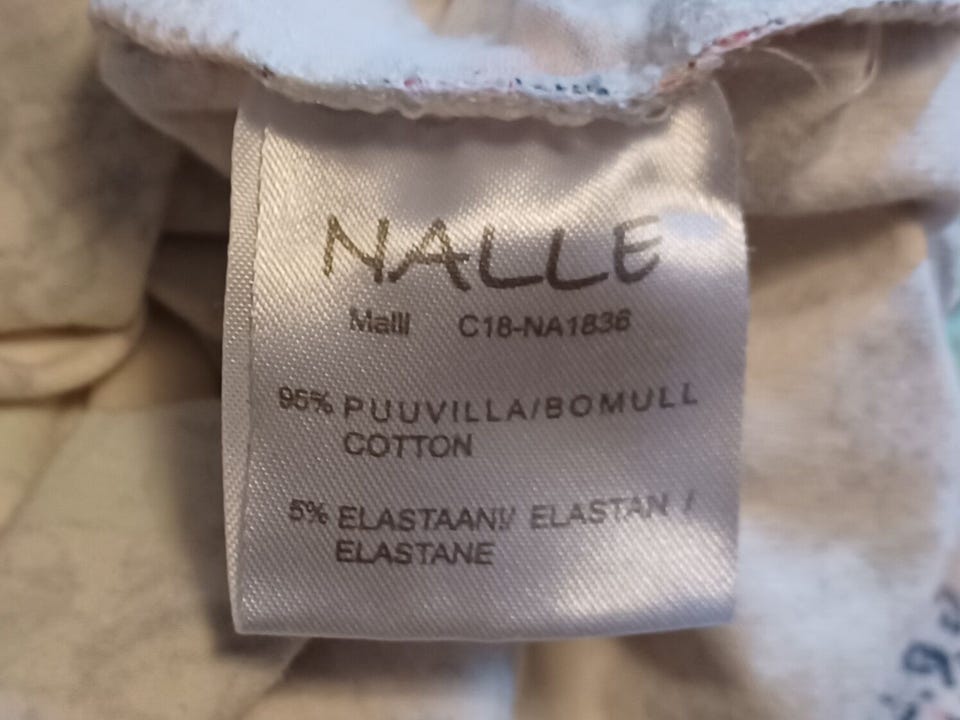 NALLE
Malli C18-NA1836
95% PUUVILLA/BOMULL
COTTON
5% ELASTAANI/ ELASTAN /
ELASTANE